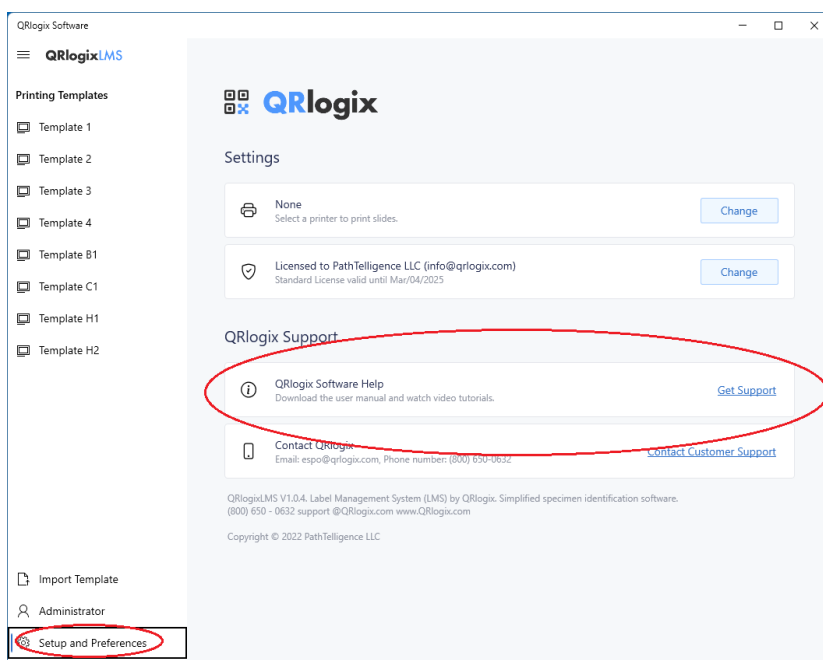 QRlogix Software
QRlogixLMS
Printing Templates
Template 1
Template 2
Template 3
Template 4
Template B1
Template C1
Template H1
Template H2
Import Template
Administrator
Setup and Preferences
QRlogix
Settings
None
Select a printer to print slides.
Change
Licensed to PathTelligence LLC (info@qrlogix.com)
Standard License valid until Mar/04/2025
Change
QRlogix Support
QRlogix Software Help
Download the user manual and watch video tutorials.
Get Support
Contact QRlogix
Email: espo@qrlogix.com, Phone number: (800) 650-0632
Contact Customer Support
QRlogixLMS V1.0.4. Label Management System (LMS) by QRlogix. Simplified specimen identification software.
(800) 650 - 0632 support @QRlogix.com www.QRlogix.com
Copyright © 2022 PathTelligence LLC